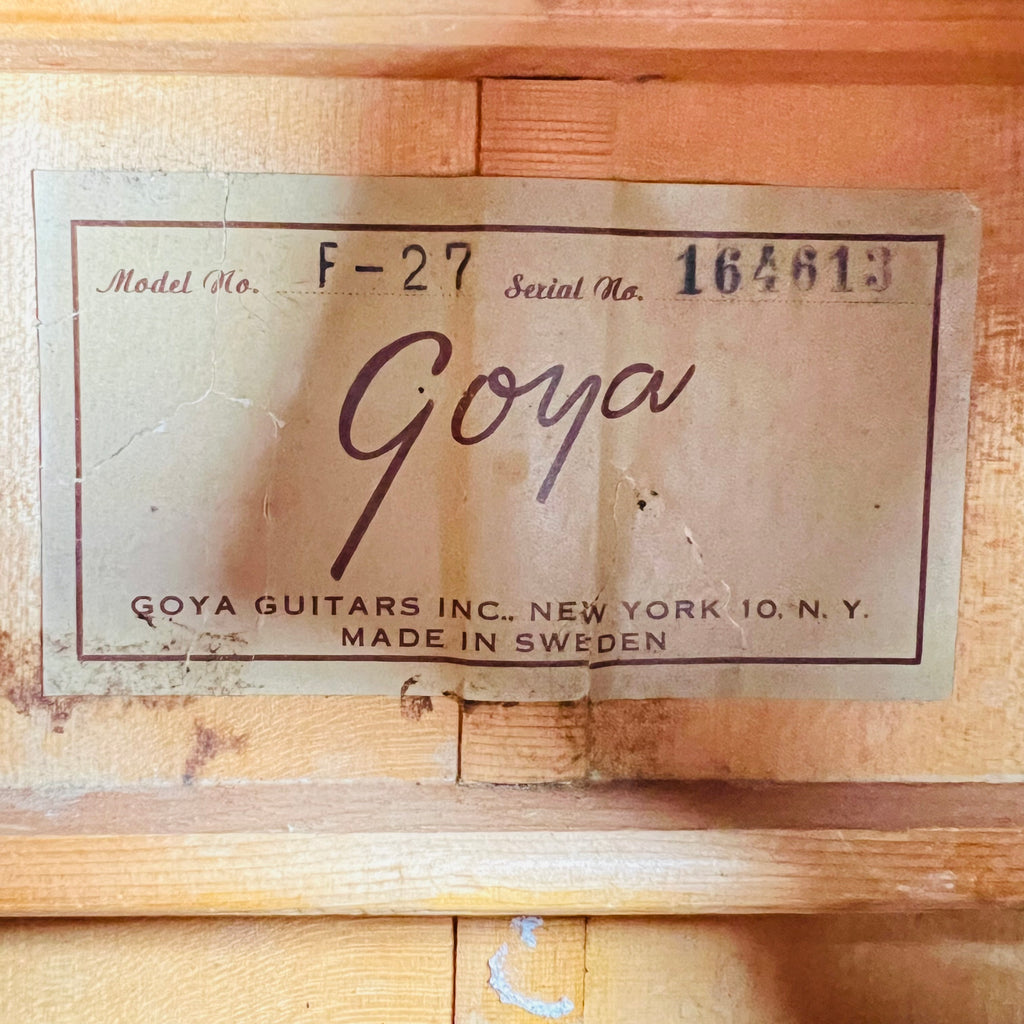 Model No. F-27 Serial No. 164613
Goya
GOYA GUITARS INC., NEW YORK 10, N. Y.
MADE IN SWEDEN